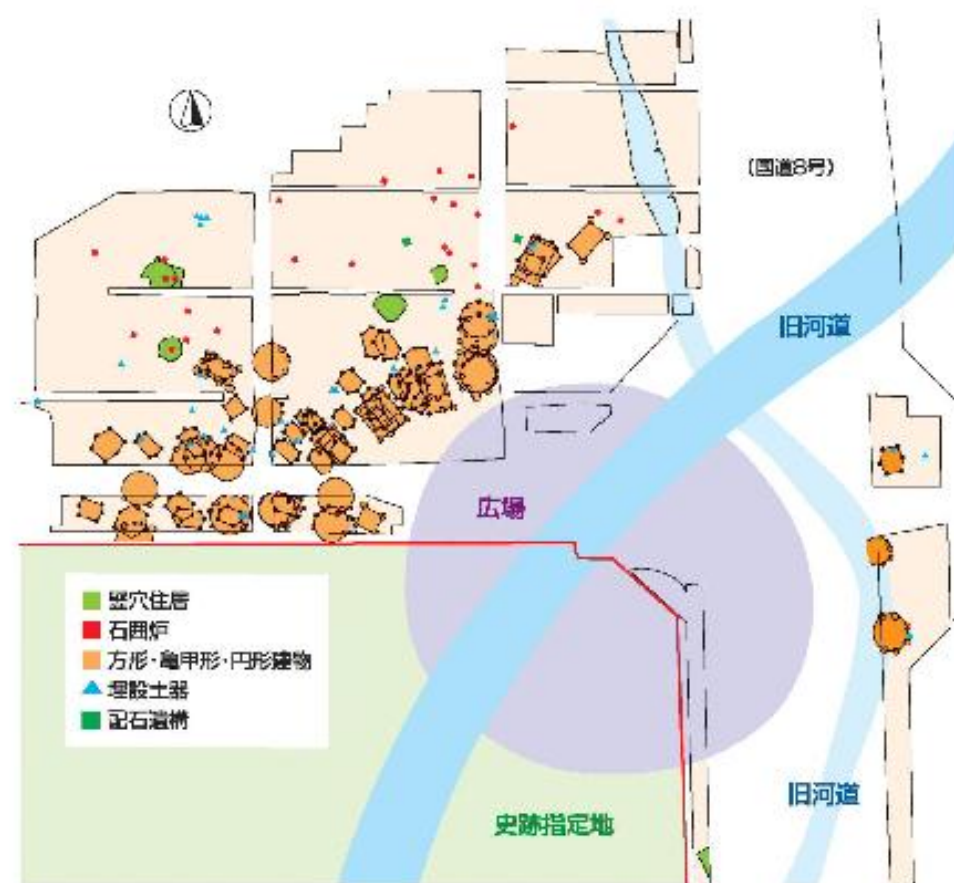 (国道8号)
旧河道
広場
竪穴住居
石囲炉
方形・亀甲形・円形建物
埋設土器
配石遺構
旧河道
史跡指定地